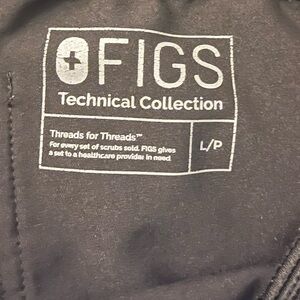 FIGS
Technical Collection
Threads for Threads™
For every set of scrubs sold, FIGS gives
a set to a healthcare provider in need.
L/P